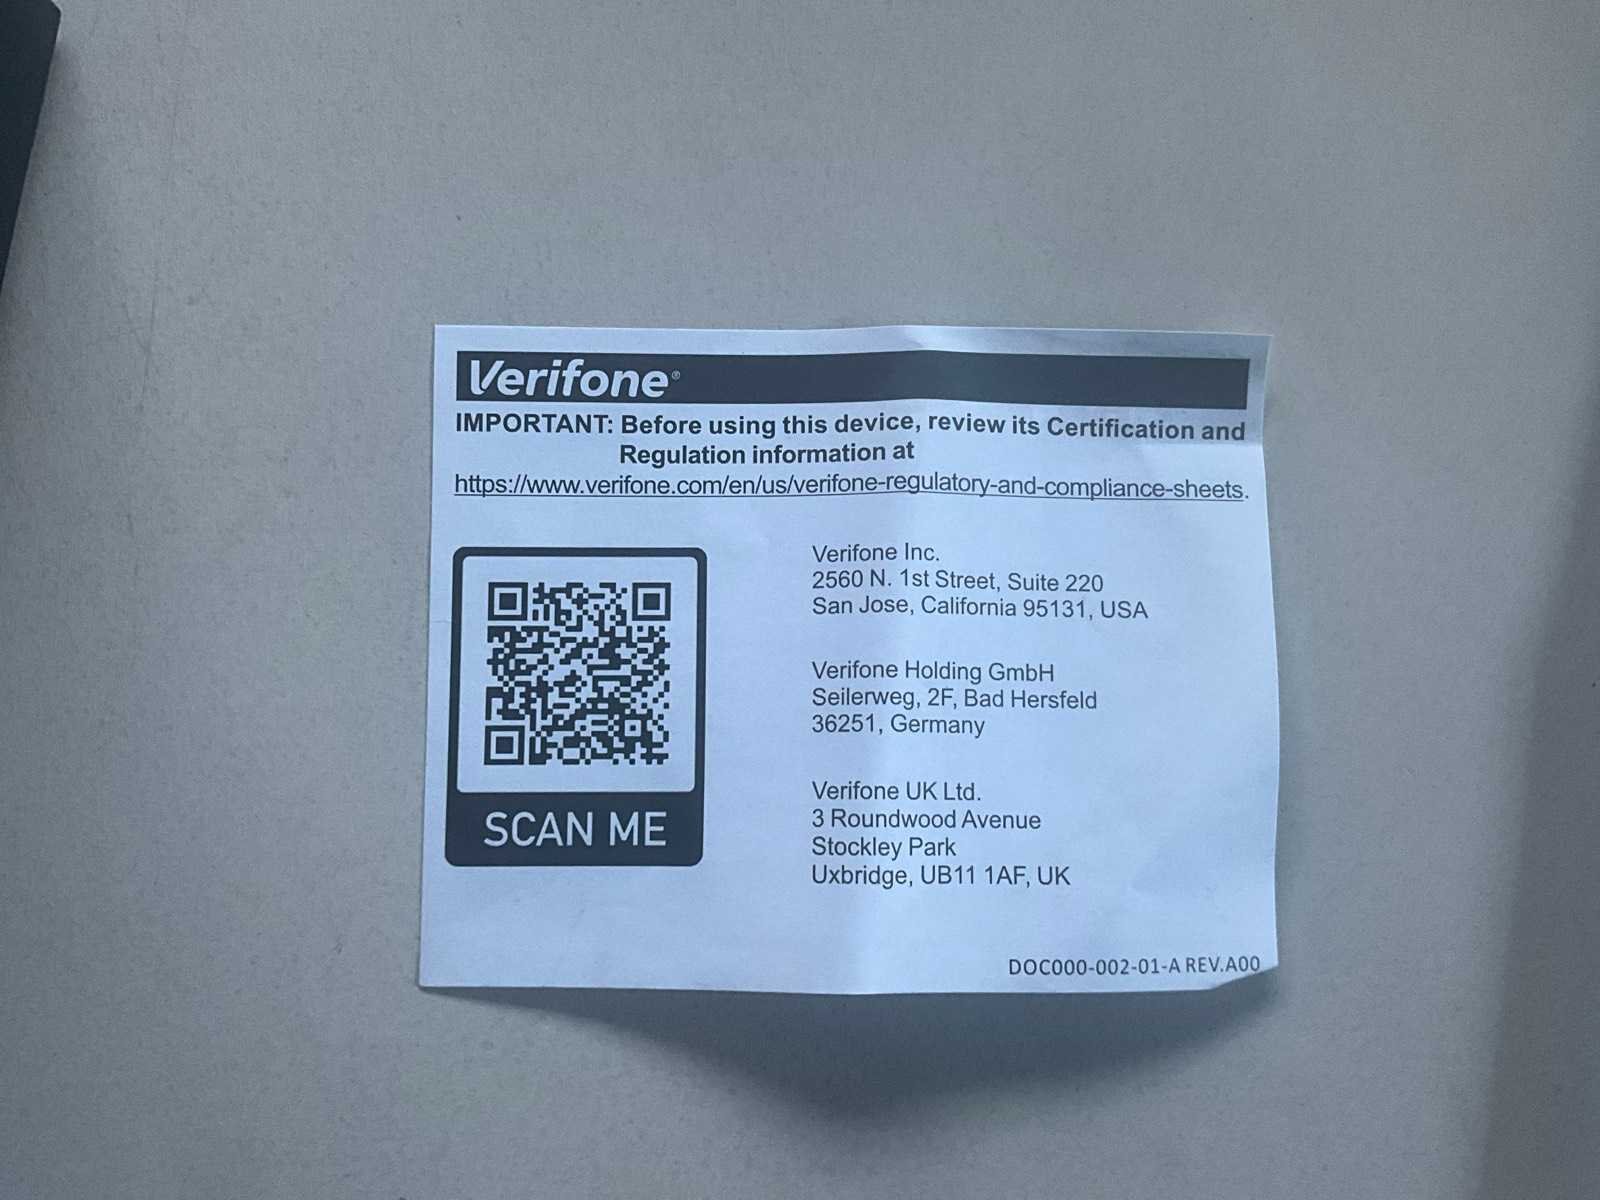 Verifone®
IMPORTANT: Before using this device, review its Certification and
Regulation information at
https://www.verifone.com/en/us/verifone-regulatory-and-compliance-sheets.
SCAN ME
Verifone Inc.
2560 N. 1st Street, Suite 220
San Jose, California 95131, USA
Verifone Holding GmbH
Seilerweg, 2F, Bad Hersfeld
36251, Germany
Verifone UK Ltd.
3 Roundwood Avenue
Stockley Park
Uxbridge, UB11 1AF, UK
DOC000-002-01-A REV.A00